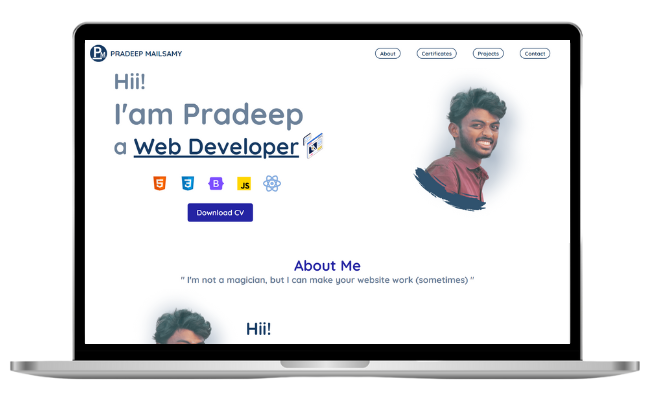 PRADEEP MAILSAMY
About
Certificates
Projects
Contact
Hii!
I'am Pradeep
a Web Developer
5
3
B
JS
Download CV
About Me
" I'm not a magician, but I can make your website work (sometimes) "
Hii!